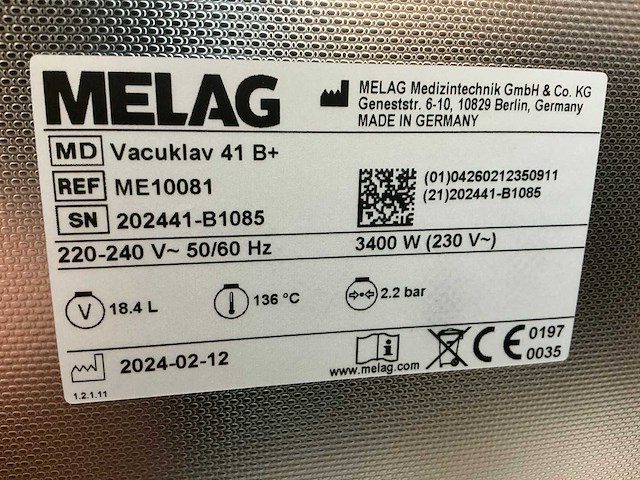 MELAG
MELAG Medizintechnik GmbH & Co. KG
Geneststr. 6-10, 10829 Berlin, Germany
MADE IN GERMANY
MD Vacuklav 41 B+
REF ME10081
SN 202441-B1085
(01)04260212350911
(21)202441-B1085
220-240 V~ 50/60 Hz
3400 W (230 V~)
V 18.4 L
136 °C
2.2 bar
2024-02-12
i
www.melag.com
CE 0197
0035
1.2.1.11